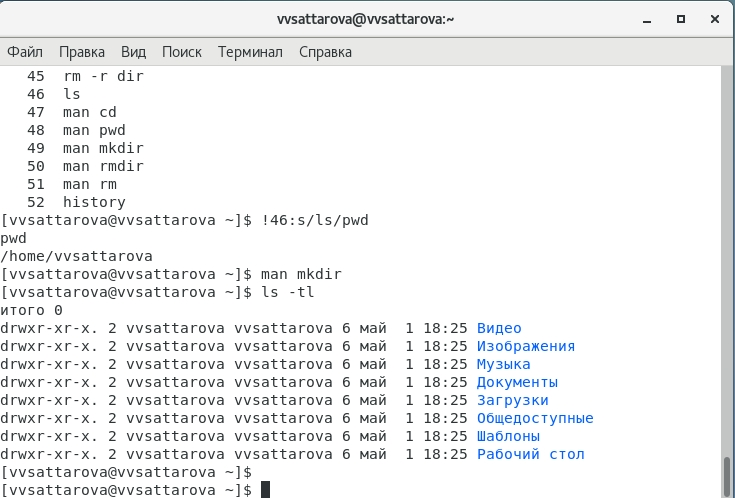 vvsattarova@vvsattarova:~
Файл Правка Вид Поиск Терминал Справка
45 rm -r dir
46 ls
47 man cd
48 man pwd
49 man mkdir
50 man rmdir
51 man rm
52 history
[vvsattarova@vvsattarova ~]$ !46:s/ls/pwd
pwd
/home/vvsattarova
[vvsattarova@vvsattarova ~]$ man mkdir
[vvsattarova@vvsattarova ~]$ ls -tl
итого 0
drwxr-xr-x. 2 vvsattarova vvsattarova 6 май  1 18:25 Видео
drwxr-xr-x. 2 vvsattarova vvsattarova 6 май  1 18:25 Изображения
drwxr-xr-x. 2 vvsattarova vvsattarova 6 май  1 18:25 Музыка
drwxr-xr-x. 2 vvsattarova vvsattarova 6 май  1 18:25 Документы
drwxr-xr-x. 2 vvsattarova vvsattarova 6 май  1 18:25 Загрузки
drwxr-xr-x. 2 vvsattarova vvsattarova 6 май  1 18:25 Общедоступные
drwxr-xr-x. 2 vvsattarova vvsattarova 6 май  1 18:25 Шаблоны
drwxr-xr-x. 2 vvsattarova vvsattarova 6 май  1 18:25 Рабочий стол
[vvsattarova@vvsattarova ~]$
[vvsattarova@vvsattarova ~]$